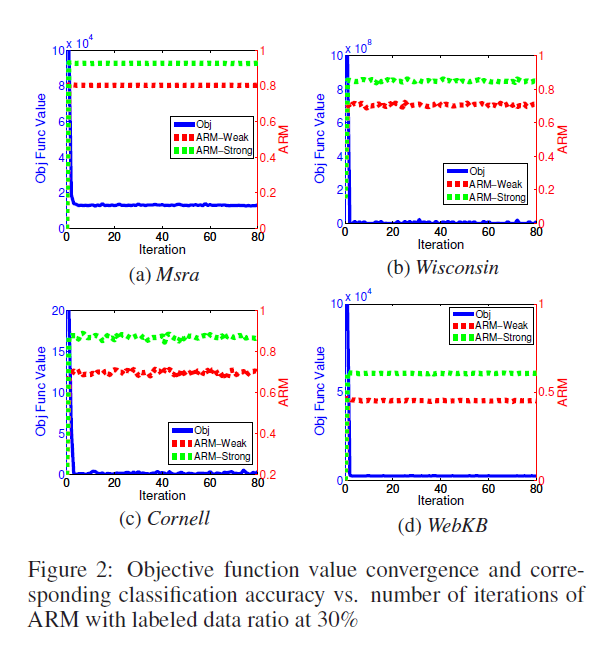 10 x 10⁴
8
6
4
2
0
Obj Func Value
1
0.8
0.6
0.4
0.2
0
ARM
Obj
ARM–Weak
ARM–Strong
0 20 40 60 80
Iteration
(a) Msra
10 x 10⁸
8
6
4
2
0
Obj Func Value
1
0.8
0.6
0.4
0.2
0
ARM
Obj
ARM–Weak
ARM–Strong
0 20 40 60 80
Iteration
(b) Wisconsin
20
15
10
5
0
Obj Func Value
1
0.8
0.6
0.4
0.2
ARM
Obj
ARM–Weak
ARM–Strong
0 20 40 60 80
Iteration
(c) Cornell
10 x 10⁴
5
0
Obj Func Value
1
0.5
0
ARM
Obj
ARM–Weak
ARM–Strong
0 20 40 60 80
Iteration
(d) WebKB
Figure 2: Objective function value convergence and corre-
sponding classification accuracy vs. number of iterations of
ARM with labeled data ratio at 30%